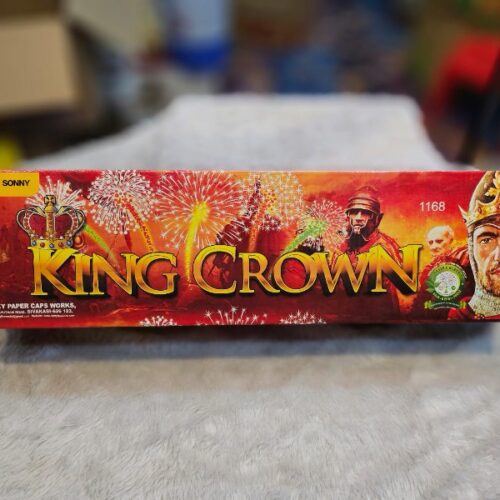 SONNY
1168
KING CROWN
Y PAPER CAPS WORKS,
SIVAKASI-626 123.